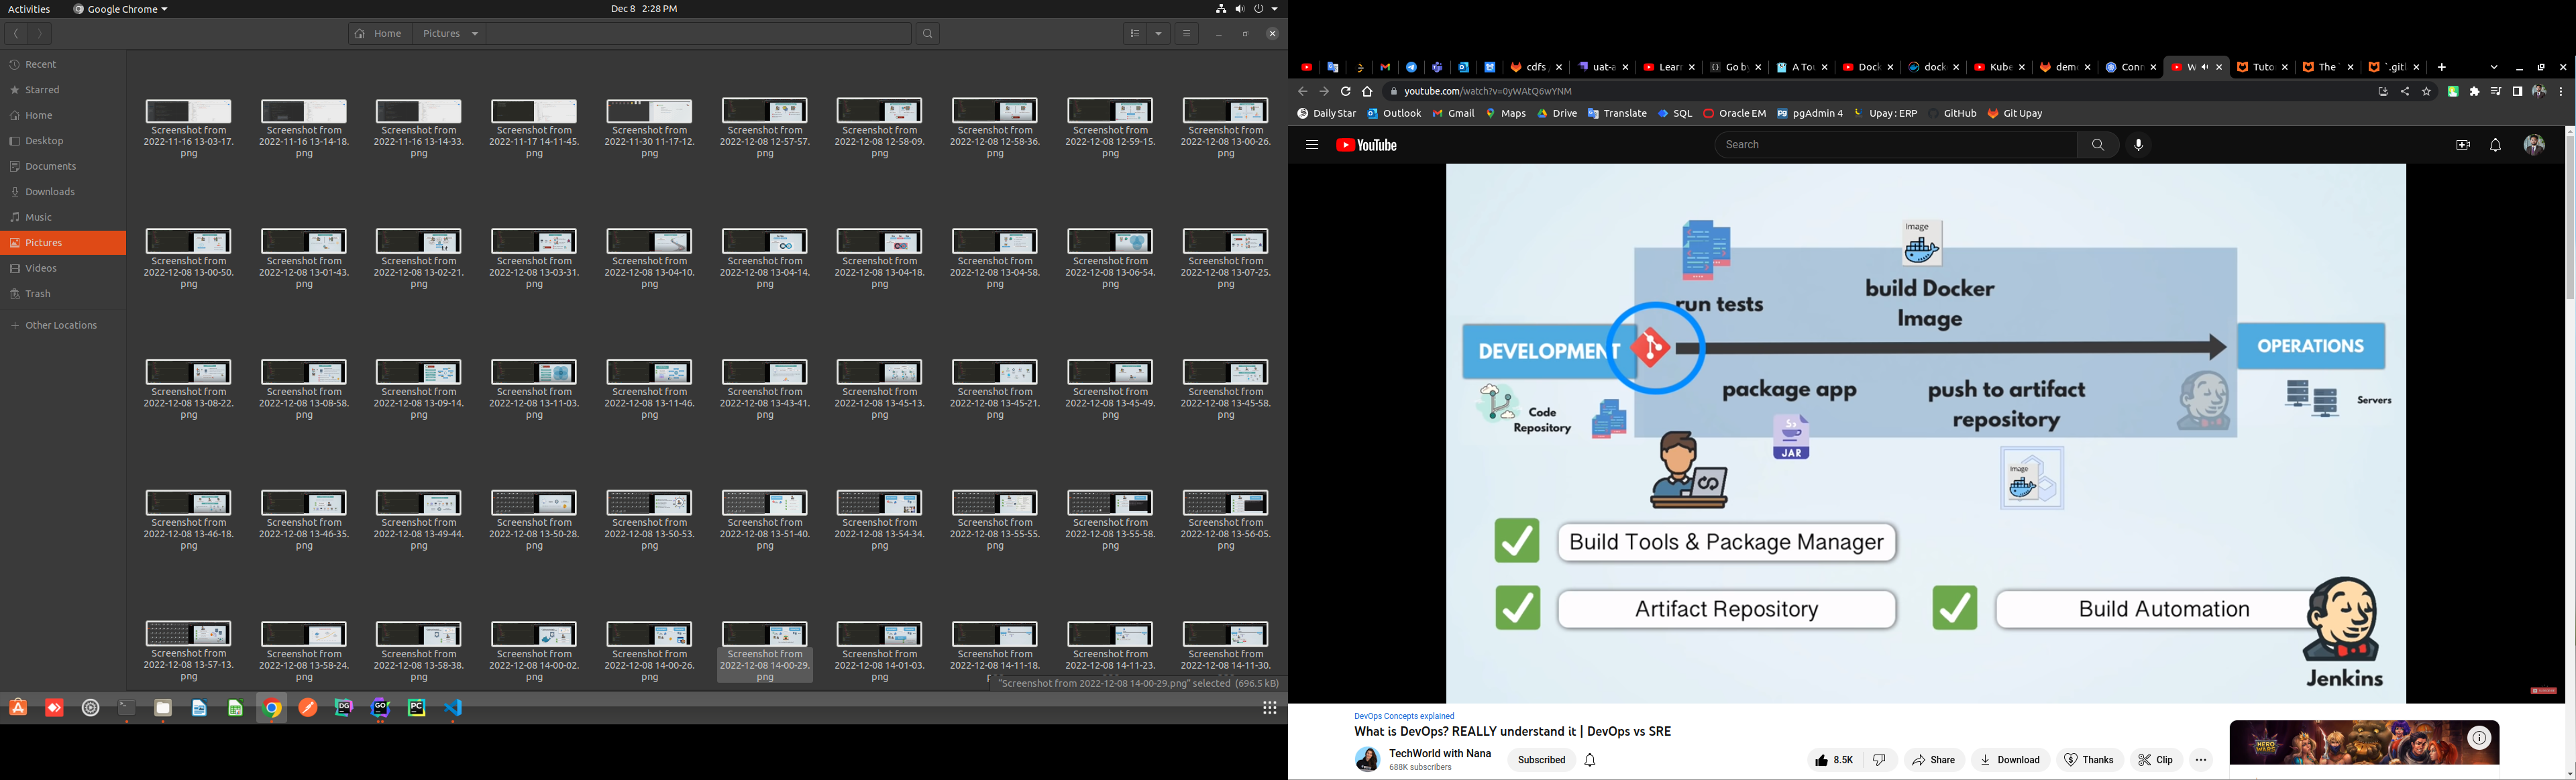 Activities
Google Chrome
Dec 8 2:28 PM
Home
Pictures
Recent
Starred
Home
Desktop
Documents
Downloads
Music
Pictures
Videos
Trash
Other Locations
Screenshot from 2022-11-16 13-03-17.png
Screenshot from 2022-11-16 13-14-18.png
Screenshot from 2022-11-16 13-14-33.png
Screenshot from 2022-11-17 14-11-45.png
Screenshot from 2022-11-30 11-17-12.png
Screenshot from 2022-12-08 12-57-57.png
Screenshot from 2022-12-08 12-58-09.png
Screenshot from 2022-12-08 12-58-36.png
Screenshot from 2022-12-08 12-59-15.png
Screenshot from 2022-12-08 13-00-26.png
Screenshot from 2022-12-08 13-00-50.png
Screenshot from 2022-12-08 13-01-43.png
Screenshot from 2022-12-08 13-02-21.png
Screenshot from 2022-12-08 13-03-31.png
Screenshot from 2022-12-08 13-04-10.png
Screenshot from 2022-12-08 13-04-14.png
Screenshot from 2022-12-08 13-04-18.png
Screenshot from 2022-12-08 13-04-58.png
Screenshot from 2022-12-08 13-06-54.png
Screenshot from 2022-12-08 13-07-25.png
Screenshot from 2022-12-08 13-08-22.png
Screenshot from 2022-12-08 13-08-58.png
Screenshot from 2022-12-08 13-09-14.png
Screenshot from 2022-12-08 13-11-03.png
Screenshot from 2022-12-08 13-11-46.png
Screenshot from 2022-12-08 13-43-41.png
Screenshot from 2022-12-08 13-45-13.png
Screenshot from 2022-12-08 13-45-21.png
Screenshot from 2022-12-08 13-45-49.png
Screenshot from 2022-12-08 13-45-58.png
Screenshot from 2022-12-08 13-46-18.png
Screenshot from 2022-12-08 13-46-35.png
Screenshot from 2022-12-08 13-49-44.png
Screenshot from 2022-12-08 13-50-28.png
Screenshot from 2022-12-08 13-50-53.png
Screenshot from 2022-12-08 13-51-40.png
Screenshot from 2022-12-08 13-54-34.png
Screenshot from 2022-12-08 13-55-55.png
Screenshot from 2022-12-08 13-55-58.png
Screenshot from 2022-12-08 13-56-05.png
Screenshot from 2022-12-08 13-57-13.png
Screenshot from 2022-12-08 13-58-24.png
Screenshot from 2022-12-08 13-58-38.png
Screenshot from 2022-12-08 14-00-02.png
Screenshot from 2022-12-08 14-00-26.png
Screenshot from 2022-12-08 14-00-29.png
Screenshot from 2022-12-08 14-01-03.png
Screenshot from 2022-12-08 14-11-18.
Screenshot from 2022-12-08 14-11-23.
Screenshot from 2022-12-08 14-11-30.
"Screenshot from 2022-12-08 14-00-29.png" selected (696.5 kB)
cdfs
uat-a
Lear
Go by
A Tou
Dock
dock
Kube
demo
Conn
W
Tuto
The
`.git
youtube.com/watch?v=0yWAtQ6wYNM
Daily Star
Outlook
Gmail
Maps
Drive
Translate
SQL
Oracle EM
pgAdmin 4
Upay : ERP
GitHub
Git Upay
YouTube
Search
Image
run tests
build Docker
Image
DEVELOPMENT
OPERATIONS
package app
push to artifact
repository
Code
Repository
Servers
JAR
Image
Build Tools & Package Manager
Artifact Repository
Build Automation
Jenkins
DevOps Concepts explained
What is DevOps? REALLY understand it | DevOps vs SRE
TechWorld with Nana
688K subscribers
Subscribed
8.5K
Share
Download
Thanks
Clip
HERO WARS